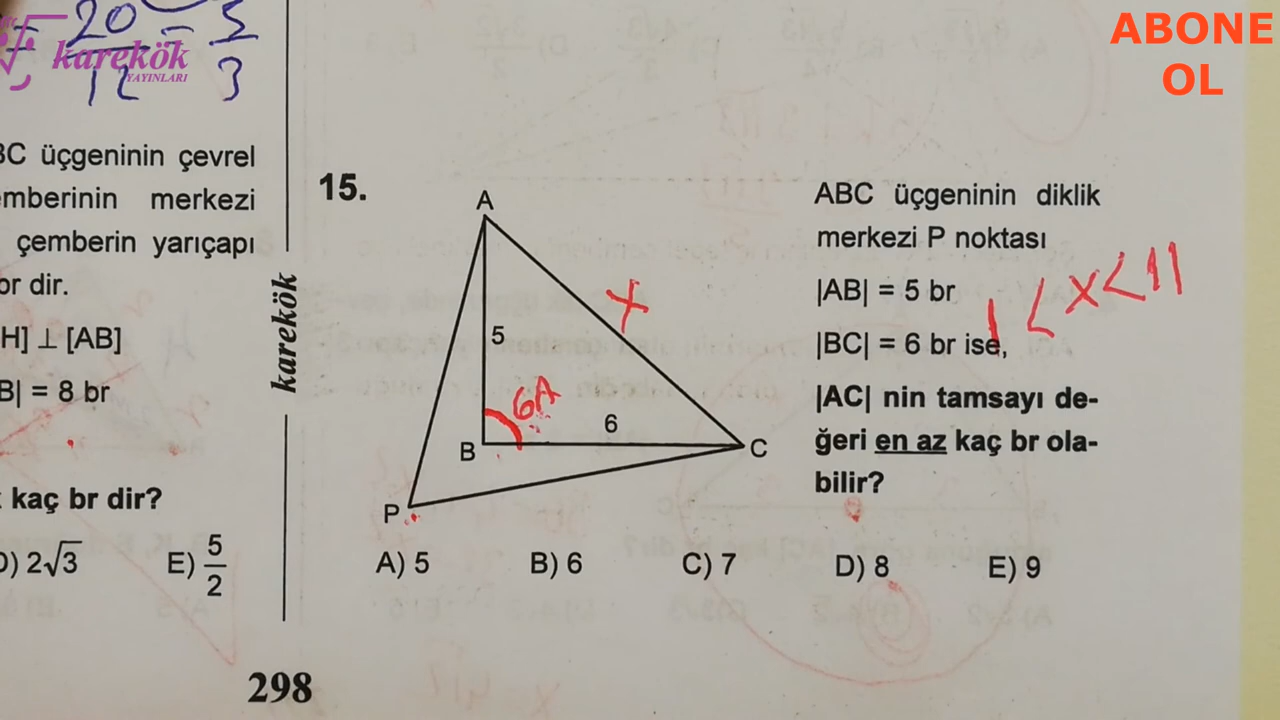 ABONE
OL
= 20/12 = 5/3
karekök
YAYINLARI
BC üçgeninin çevrel
emberinin merkezi
çemberin yarıçapı
br dir.
H] ⊥ [AB]
B| = 8 br
kaç br dir?
D) 2√3 E) 5/2
298
karekök
15.
A
x
5
6A
6
B
C
P
ABC üçgeninin diklik
merkezi P noktası
|AB| = 5 br
1 < x < 11
|BC| = 6 br ise,
|AC| nin tamsayı de-
ğeri en az kaç br ola-
bilir?
A) 5 B) 6 C) 7 D) 8 E) 9